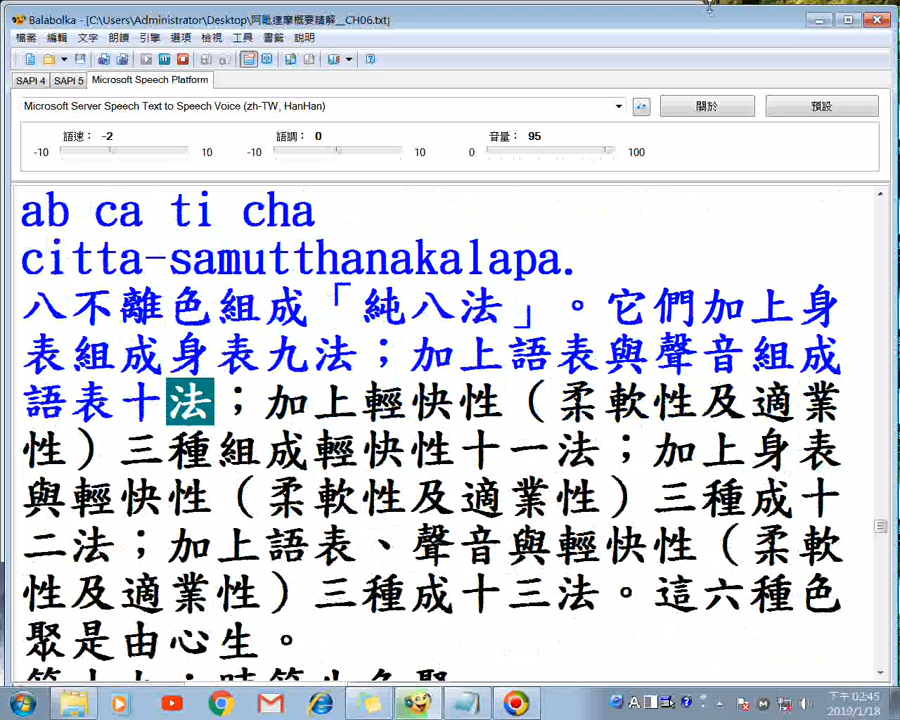 Balabolka - [C:\Users\Administrator\Desktop\阿毗達摩概要精解__CH06.txt]
檔案 編輯 文字 朗讀 引擎 選項 檢視 工具 書籤 說明
SAPI 4 SAPI 5 Microsoft Speech Platform
Microsoft Server Speech Text to Speech Voice (zh-TW, HanHan) 關於 預設
語速： -2 語調： 0 音量： 95
-10 10 -10 10 0 100
ab ca ti cha
citta-samutthanakalapa.
八不離色組成「純八法」。它們加上身
表組成身表九法；加上語表與聲音組成
語表十法；加上輕快性（柔軟性及適業
性）三種組成輕快性十一法；加上身表
與輕快性（柔軟性及適業性）三種成十
二法；加上語表、聲音與輕快性（柔軟
性及適業性）三種成十三法。這六種色
聚是由心生。
下午 02:45
2019/1/18